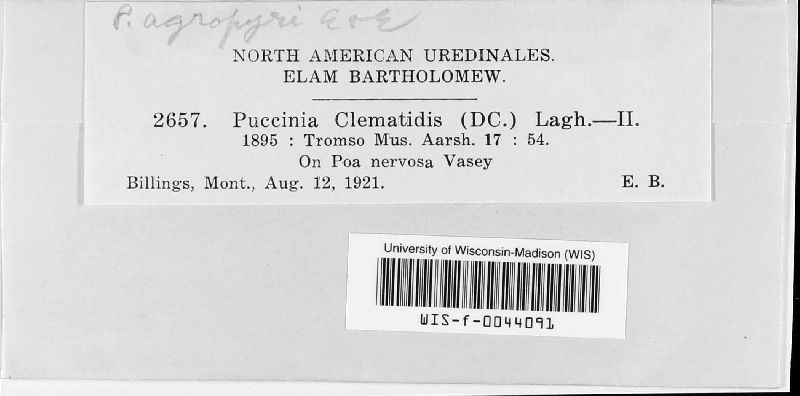 P. agropyri E & E
NORTH AMERICAN UREDINALES.
ELAM BARTHOLOMEW.
2657. Puccinia Clematidis (DC.) Lagh.—II.
1895 : Tromso Mus. Aarsh. 17 : 54.
On Poa nervosa Vasey
Billings, Mont., Aug. 12, 1921. E. B.
University of Wisconsin-Madison (WIS)
WIS-f-0044091